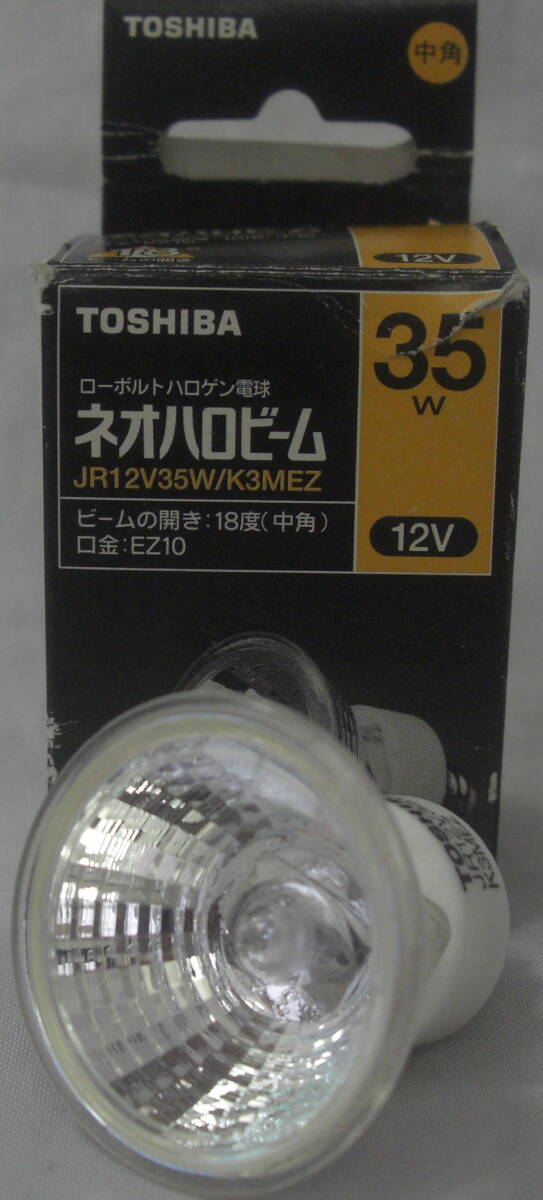 TOSHIBA
中角
12V
TOSHIBA
35
W
ローボルトハロゲン電球
ネオハロビーム
JR12V35W/K3MEZ
ビームの開き:18度(中角)
口金:EZ10
12V
TOSHIBA
K3MEZ